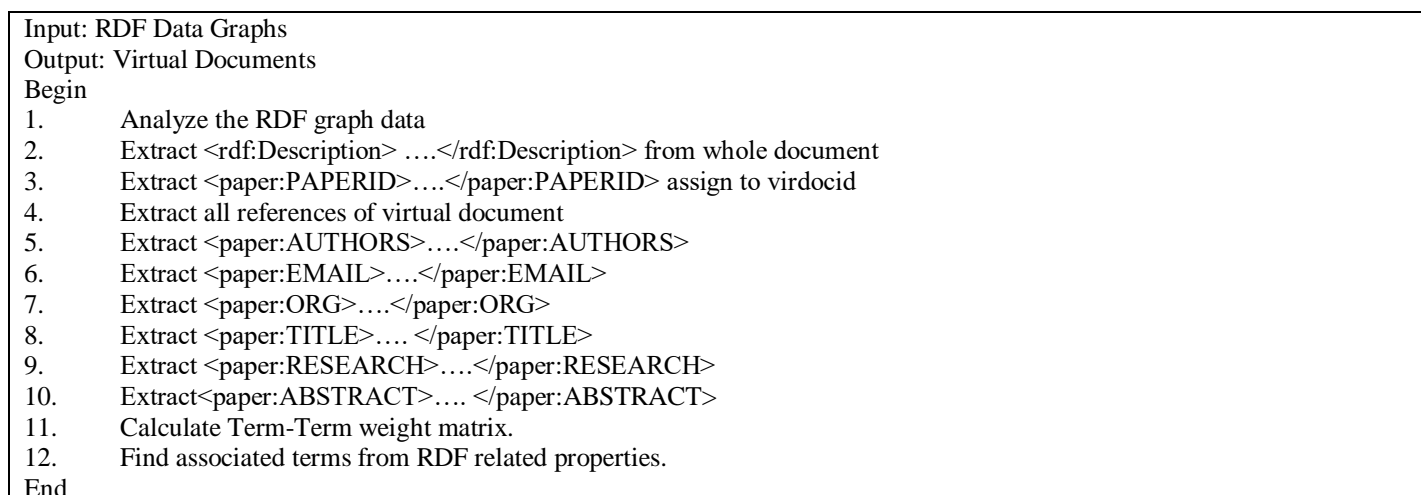 Input: RDF Data Graphs
Output: Virtual Documents
Begin
1. Analyze the RDF graph data
2. Extract <rdf:Description> ….</rdf:Description> from whole document
3. Extract <paper:PAPERID>….</paper:PAPERID> assign to virdocid
4. Extract all references of virtual document
5. Extract <paper:AUTHORS>….</paper:AUTHORS>
6. Extract <paper:EMAIL>….</paper:EMAIL>
7. Extract <paper:ORG>….</paper:ORG>
8. Extract <paper:TITLE>…. </paper:TITLE>
9. Extract <paper:RESEARCH>….</paper:RESEARCH>
10. Extract<paper:ABSTRACT>…. </paper:ABSTRACT>
11. Calculate Term-Term weight matrix.
12. Find associated terms from RDF related properties.
End